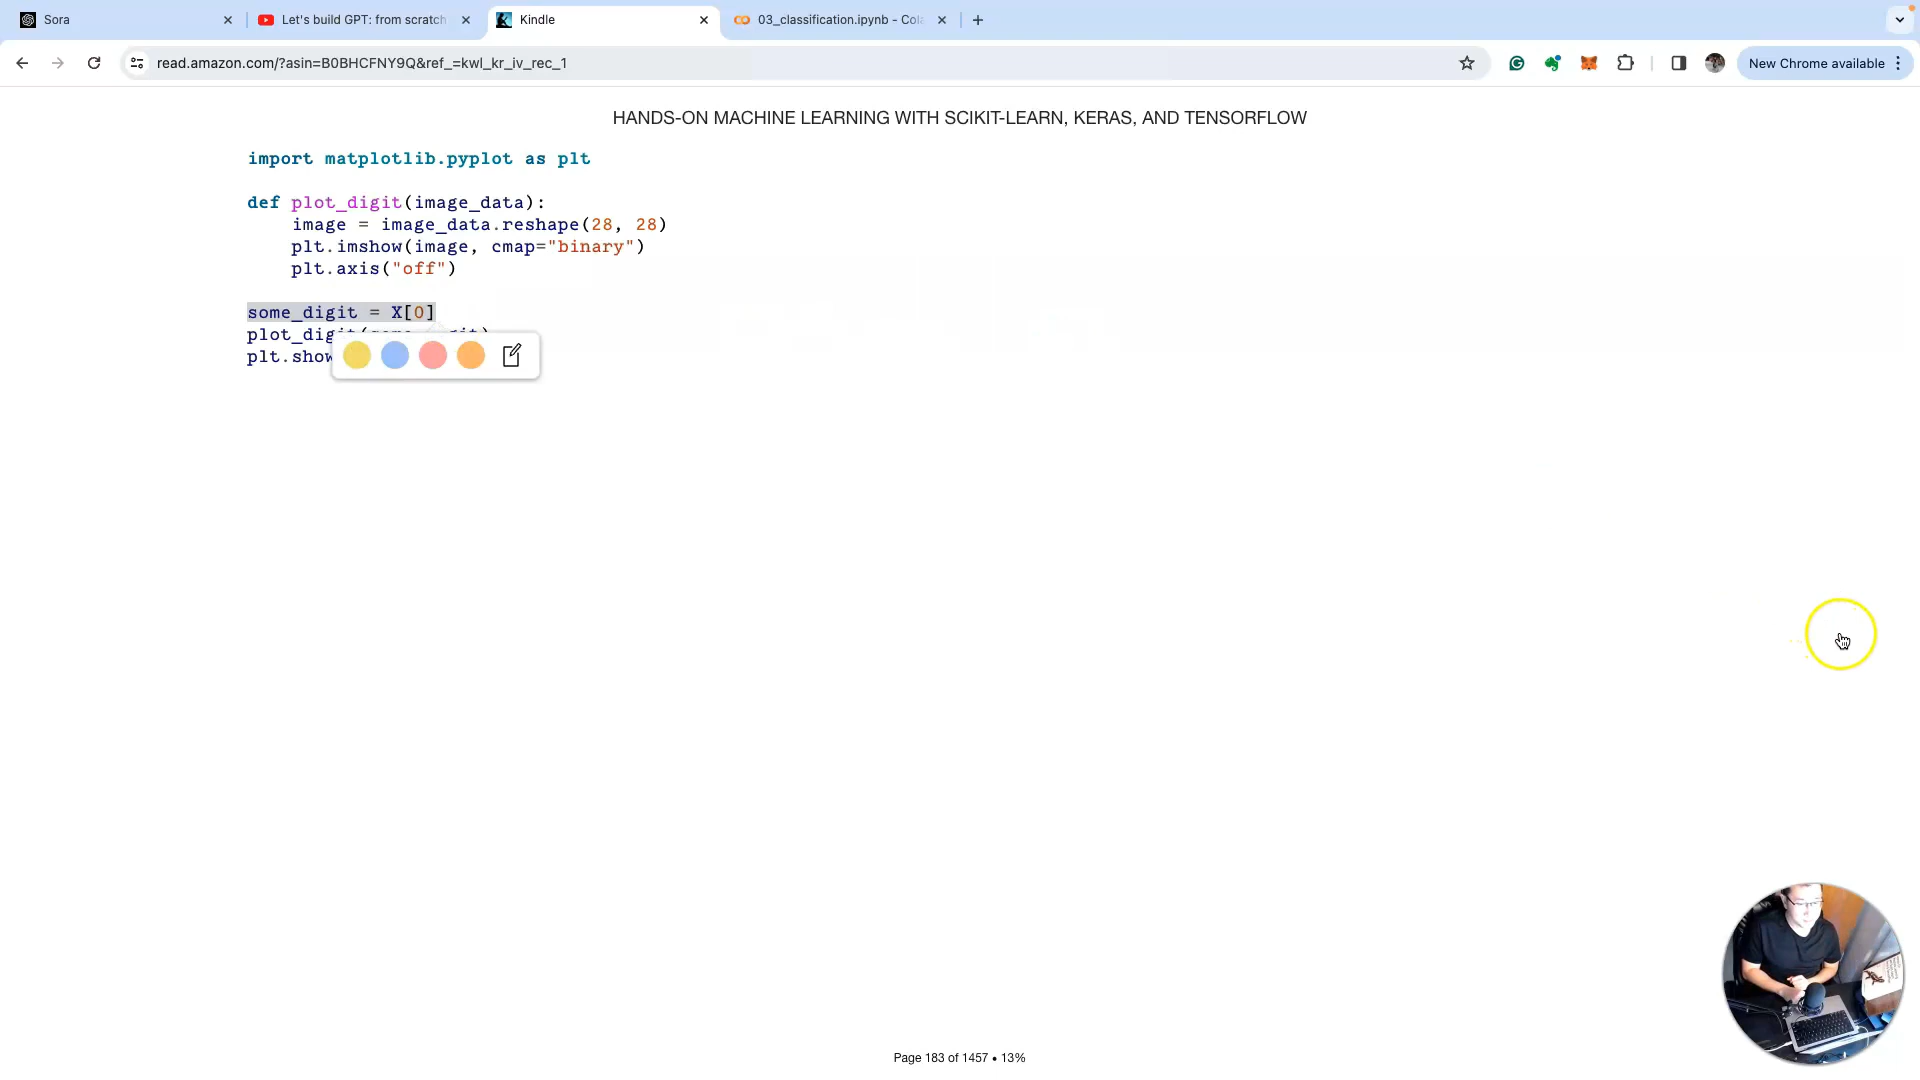 Sora
Let's build GPT: from scratch
Kindle
03_classification.ipynb - Cola
read.amazon.com/?asin=B0BHCFNY9Q&ref_=kwl_kr_iv_rec_1
New Chrome available
HANDS-ON MACHINE LEARNING WITH SCIKIT-LEARN, KERAS, AND TENSORFLOW
import matplotlib.pyplot as plt
def plot_digit(image_data):
    image = image_data.reshape(28, 28)
    plt.imshow(image, cmap="binary")
    plt.axis("off")
some_digit = X[0]
plot_digit(some_digit)
plt.show
Page 183 of 1457 • 13%